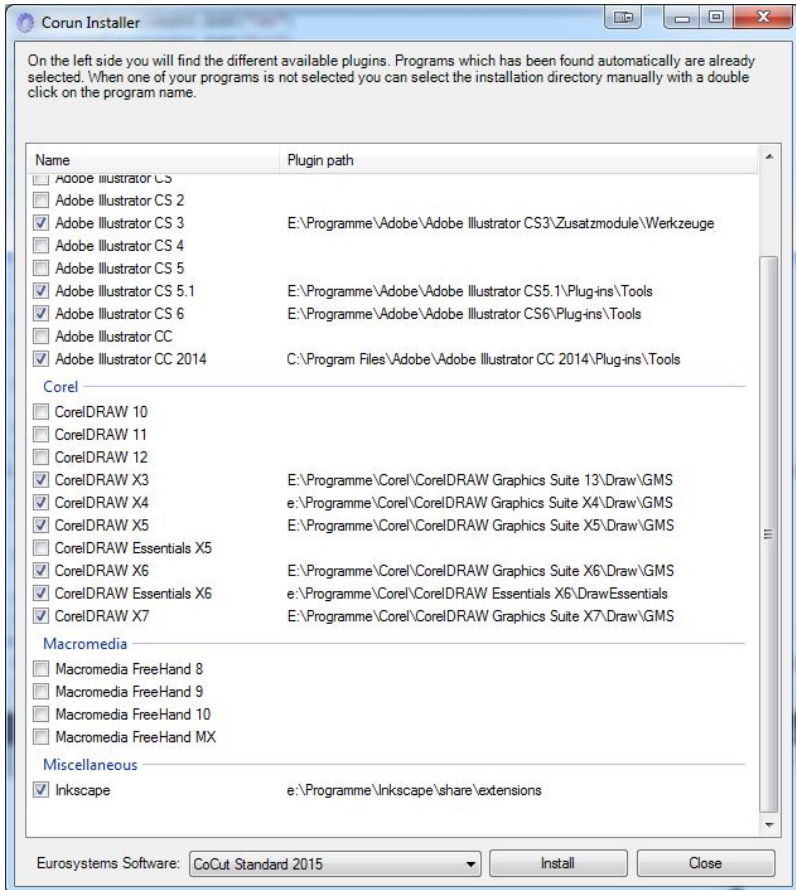 Corun Installer
On the left side you will find the different available plugins. Programs which has been found automatically are already
selected. When one of your programs is not selected you can select the installation directory manually with a double
click on the program name.
Name Plugin path
Adobe Illustrator CS
Adobe Illustrator CS 2
Adobe Illustrator CS 3 E:\Programme\Adobe\Adobe Illustrator CS3\Zusatzmodule\Werkzeuge
Adobe Illustrator CS 4
Adobe Illustrator CS 5
Adobe Illustrator CS 5.1 E:\Programme\Adobe\Adobe Illustrator CS5.1\Plug-ins\Tools
Adobe Illustrator CS 6 E:\Programme\Adobe\Adobe Illustrator CS6\Plug-ins\Tools
Adobe Illustrator CC
Adobe Illustrator CC 2014 C:\Program Files\Adobe\Adobe Illustrator CC 2014\Plug-ins\Tools
Corel
CorelDRAW 10
CorelDRAW 11
CorelDRAW 12
CorelDRAW X3 E:\Programme\Corel\CorelDRAW Graphics Suite 13\Draw\GMS
CorelDRAW X4 e:\Programme\Corel\CorelDRAW Graphics Suite X4\Draw\GMS
CorelDRAW X5 E:\Programme\Corel\CorelDRAW Graphics Suite X5\Draw\GMS
CorelDRAW Essentials X5
CorelDRAW X6 E:\Programme\Corel\CorelDRAW Graphics Suite X6\Draw\GMS
CorelDRAW Essentials X6 e:\Programme\Corel\CorelDRAW Essentials X6\DrawEssentials
CorelDRAW X7 E:\Programme\Corel\CorelDRAW Graphics Suite X7\Draw\GMS
Macromedia
Macromedia FreeHand 8
Macromedia FreeHand 9
Macromedia FreeHand 10
Macromedia FreeHand MX
Miscellaneous
Inkscape e:\Programme\Inkscape\share\extensions
Eurosystems Software: CoCut Standard 2015 Install Close